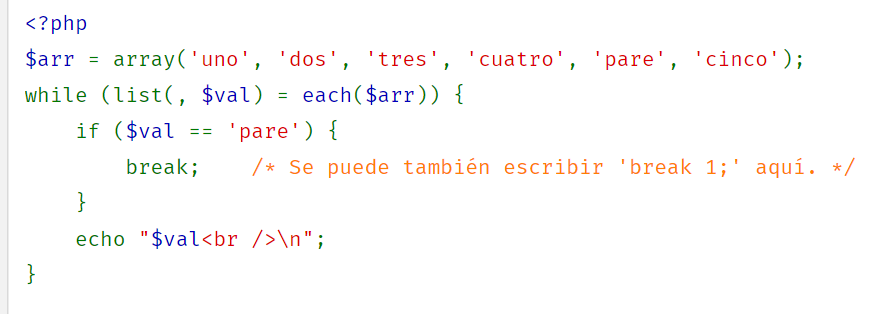 <?php
$arr = array('uno', 'dos', 'tres', 'cuatro', 'pare', 'cinco');
while (list(, $val) = each($arr)) {
    if ($val == 'pare') {
        break;    /* Se puede también escribir 'break 1;' aquí. */
    }
    echo "$val<br />\n";
}